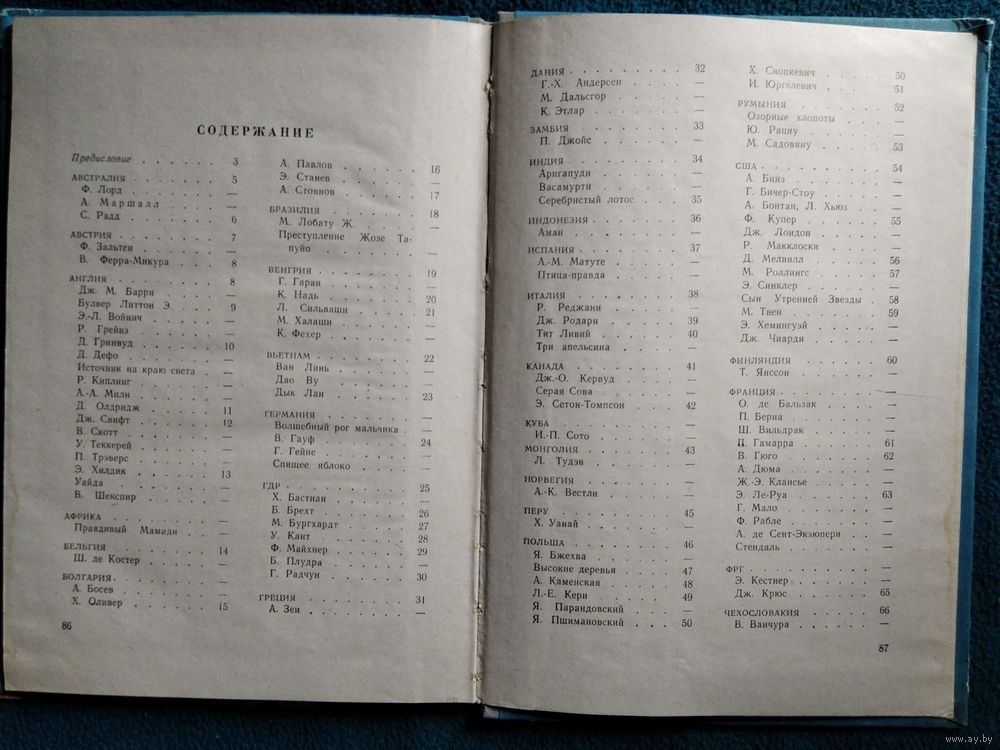 СОДЕРЖАНИЕ
Предисловие . . . . . . 3
АВСТРАЛИЯ . . . . . . 5
Ф. Лорд . . . . . . —
А. Маршалл . . . . . . —
С. Радд . . . . . . 6
АВСТРИЯ . . . . . . 7
Ф. Зальтен . . . . . . —
В. Ферра-Микура . . . . 8
АНГЛИЯ . . . . . . 8
Дж. М. Барри . . . . . —
Булвер Литтон Э. . . . . 9
Э.-Л. Войнич . . . . . —
Р. Грейвз . . . . . . —
Д. Гринвуд . . . . . . 10
Д. Дефо . . . . . . —
Источник на краю света . . —
Р. Киплинг . . . . . . —
А.-А. Милн . . . . . . —
Д. Олдридж . . . . . . 11
Дж. Свифт . . . . . . 12
В. Скотт . . . . . . —
У. Теккерей . . . . . . —
П. Трэверс . . . . . . —
Э. Хилдик . . . . . . 13
Уайда . . . . . . —
В. Шекспир . . . . . . —
АФРИКА . . . . . . —
Правдивый Мамади . . . . —
БЕЛЬГИЯ . . . . . . 14
Ш. де Костер . . . . . —
БОЛГАРИЯ . . . . . . —
А. Босев . . . . . . —
Х. Оливер . . . . . . 15
86
А. Павлов . . . . . . 16
Э. Станев . . . . . . —
А. Стоянов . . . . . . 17
БРАЗИЛИЯ . . . . . . 18
М. Лобату Ж. . . . . . —
Преступление Жозе Та-
пуйо . . . . . . —
ВЕНГРИЯ . . . . . . 19
Г. Гараи . . . . . . —
К. Надь . . . . . . 20
Л. Сильваши . . . . . . 21
М. Халаши . . . . . . —
К. Фехер . . . . . . —
ВЬЕТНАМ . . . . . . 22
Ван Линь . . . . . . —
Дао Ву . . . . . . —
Дык Лан . . . . . . 23
ГЕРМАНИЯ . . . . . . —
Волшебный рог мальчика . —
В. Гауф . . . . . . 24
Г. Гейне . . . . . . —
Спящее яблоко . . . . . —
ГДР . . . . . . 25
Х. Бастиан . . . . . . —
Б. Брехт . . . . . . 26
М. Бургхардт . . . . . 27
У. Кант . . . . . . 28
Ф. Майхнер . . . . . . 29
Б. Плудра . . . . . . —
Г. Радчун . . . . . . 30
ГРЕЦИЯ . . . . . . 31
А. Зеи . . . . . . —
ДАНИЯ . . . . . . 32
Г.-Х. Андерсен . . . . . —
М. Дальсгор . . . . . . —
К. Этлар . . . . . . —
ЗАМБИЯ . . . . . . 33
П. Джойс . . . . . . —
ИНДИЯ . . . . . . 34
Аригапуди . . . . . . —
Васамурти . . . . . . —
Серебристый лотос . . . . 35
ИНДОНЕЗИЯ . . . . . . 36
Аман . . . . . . —
ИСПАНИЯ . . . . . . 37
А.-М. Матуте . . . . . —
Птица-правда . . . . . —
ИТАЛИЯ . . . . . . 38
Р. Реджани . . . . . . —
Дж. Родари . . . . . . 39
Тит Ливий . . . . . . 40
Три апельсина . . . . . —
КАНАДА . . . . . . 41
Дж.-О. Кервуд . . . . . —
Серая Сова . . . . . . —
Э. Сетон-Томпсон . . . . 42
КУБА . . . . . . —
И.-П. Сото . . . . . . —
МОНГОЛИЯ . . . . . . 43
Л. Тудэв . . . . . . —
НОРВЕГИЯ . . . . . . —
А.-К. Вестли . . . . . —
ПЕРУ . . . . . . 45
Х. Уанай . . . . . . —
ПОЛЬША . . . . . . 46
Я. Бжехва . . . . . . —
Высокие деревья . . . . . 47
А. Каменская . . . . . 48
Л.-Е. Керн . . . . . . 49
Я. Парандовский . . . . . —
Я. Пшимановский . . . . . 50
Х. Скопкевич . . . . . 50
И. Юргелевич . . . . . 51
РУМЫНИЯ . . . . . . 52
Озорные хлопоты . . . . —
Ю. Рациу . . . . . . —
М. Садовяну . . . . . . 53
США . . . . . . 54
А. Бинз . . . . . . —
Г. Бичер-Стоу . . . . . —
А. Бонтан, Л. Хьюз . . . —
Ф. Купер . . . . . . 55
Дж. Лондон . . . . . . —
Р. Макклоски . . . . . —
Д. Мелвилл . . . . . . 56
М. Роллингс . . . . . . 57
Э. Синклер . . . . . . —
Сын Утренней Звезды . 58
М. Твен . . . . . . 59
Э. Хемингуэй . . . . . —
Дж. Чиарди . . . . . . —
ФИНЛЯНДИЯ . . . . . . 60
Т. Янссон . . . . . . —
ФРАНЦИЯ . . . . . . —
О. де Бальзак . . . . . —
П. Берна . . . . . . —
Ш. Вильдрак . . . . . . —
П. Гамарра . . . . . . 61
В. Гюго . . . . . . 62
А. Дюма . . . . . . —
Ж.-Э. Клансье . . . . . —
Э. Ле-Руа . . . . . . 63
Г. Мало . . . . . . —
Ф. Рабле . . . . . . —
А. де Сент-Экзюпери . . . —
Стендаль . . . . . . —
ФРГ . . . . . . —
Э. Кестнер . . . . . . —
Дж. Крюс . . . . . . 65
ЧЕХОСЛОВАКИЯ . . . . . 66
В. Ванчура . . . . . . —
87
www.ay.by